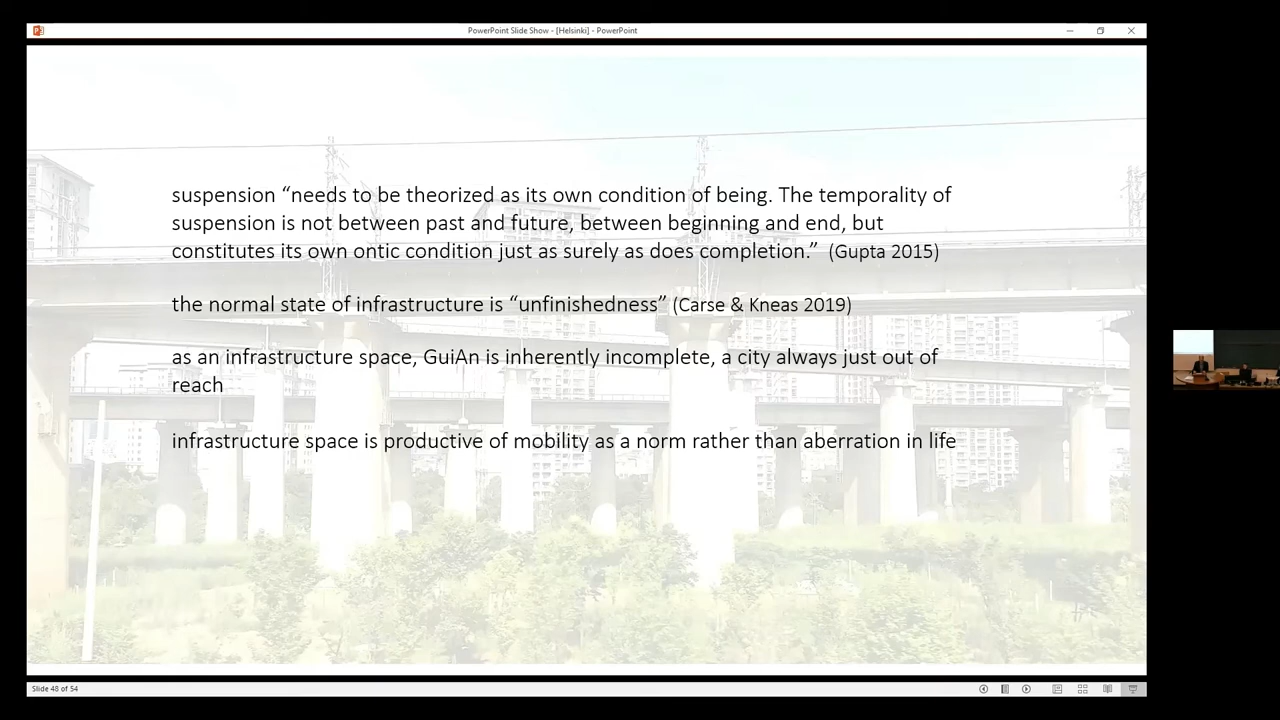 PowerPoint Slide Show - [Helsinki] - PowerPoint
suspension “needs to be theorized as its own condition of being. The temporality of
suspension is not between past and future, between beginning and end, but
constitutes its own ontic condition just as surely as does completion.” (Gupta 2015)
the normal state of infrastructure is “unfinishedness” (Carse & Kneas 2019)
as an infrastructure space, GuiAn is inherently incomplete, a city always just out of
reach
infrastructure space is productive of mobility as a norm rather than aberration in life
Slide 48 of 54